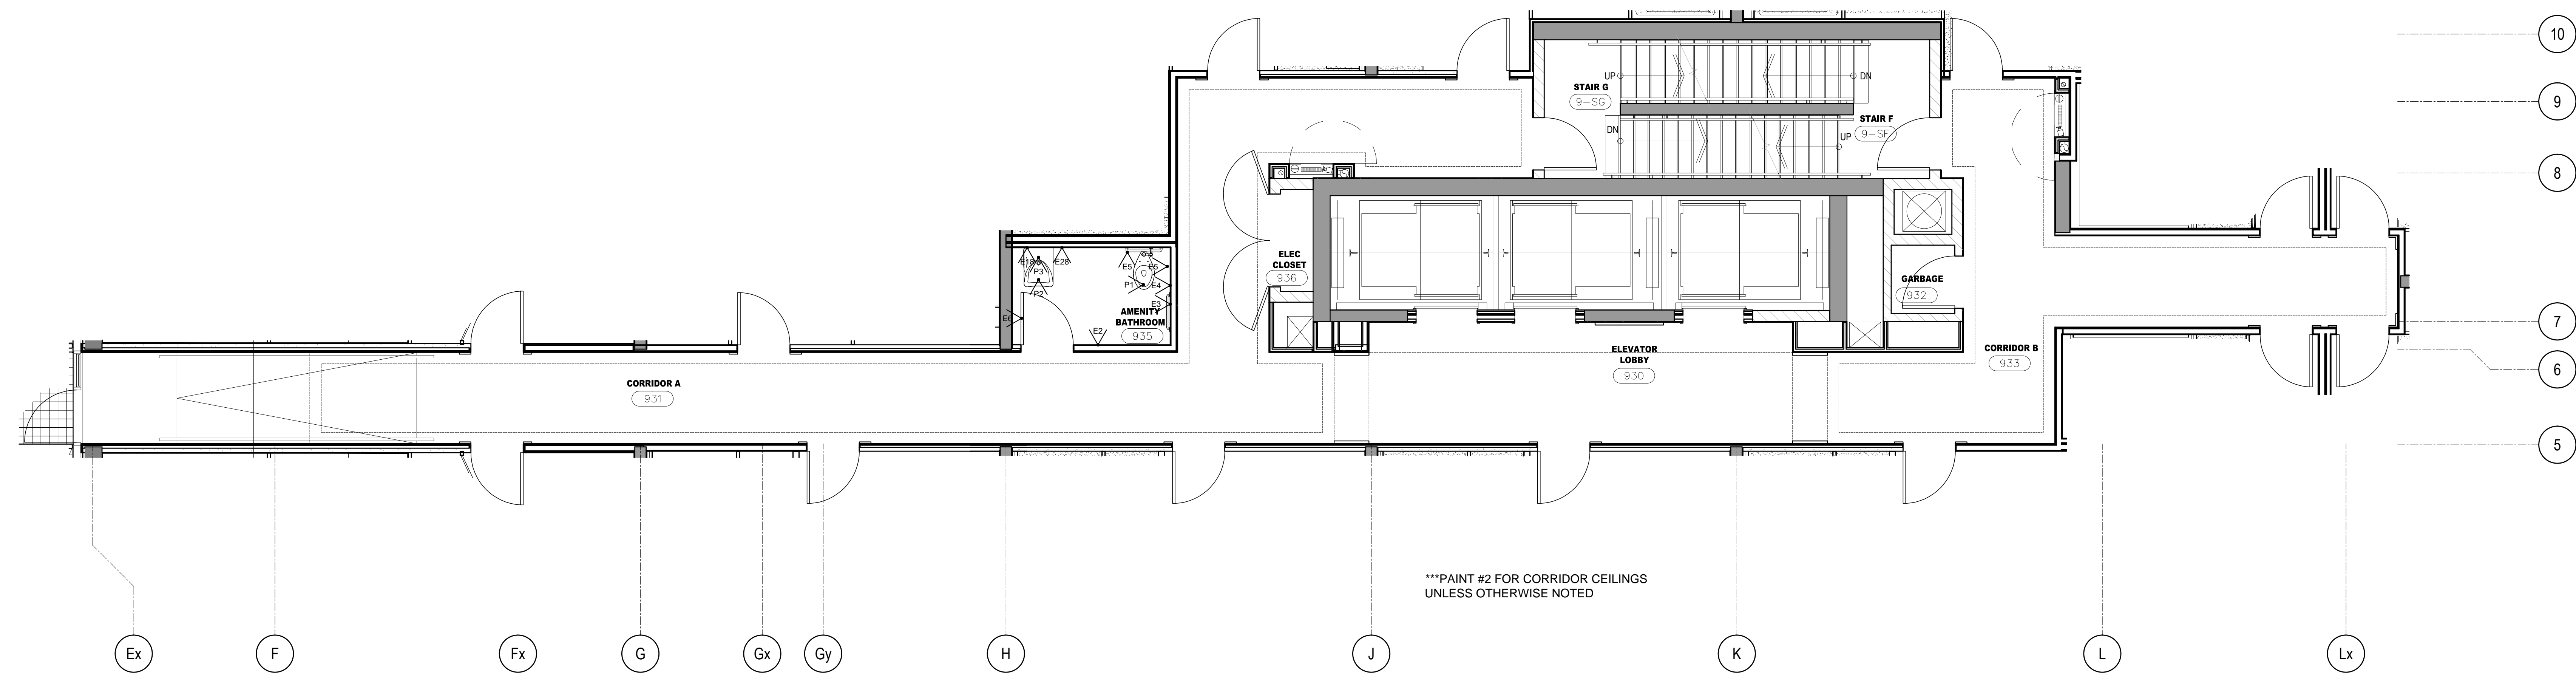 10
UP
DN
STAIR G
9-SG
9
STAIR F
9-SF
DN
UP
8
ELEC
CLOSET
936
E18
P3
E28
E5
E5
P1
E4
P2
E3
E6
E2
AMENITY
BATHROOM
935
GARBAGE
932
7
ELEVATOR
LOBBY
930
CORRIDOR B
933
6
CORRIDOR A
931
5
***PAINT #2 FOR CORRIDOR CEILINGS
UNLESS OTHERWISE NOTED
Ex
F
Fx
G
Gx
Gy
H
J
K
L
Lx